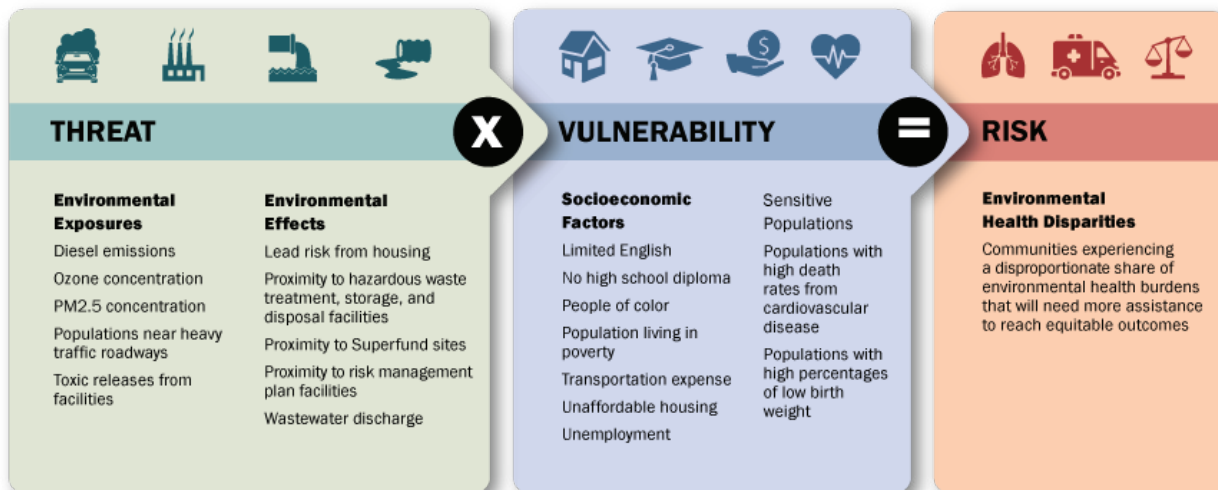 THREAT
X
VULNERABILITY
=
RISK
Environmental
Exposures
Diesel emissions
Ozone concentration
PM2.5 concentration
Populations near heavy
traffic roadways
Toxic releases from
facilities
Environmental
Effects
Lead risk from housing
Proximity to hazardous waste
treatment, storage, and
disposal facilities
Proximity to Superfund sites
Proximity to risk management
plan facilities
Wastewater discharge
Socioeconomic
Factors
Limited English
No high school diploma
People of color
Population living in
poverty
Transportation expense
Unaffordable housing
Unemployment
Sensitive
Populations
Populations with
high death
rates from
cardiovascular
disease
Populations with
high percentages
of low birth
weight
Environmental
Health Disparities
Communities experiencing
a disproportionate share of
environmental health burdens
that will need more assistance
to reach equitable outcomes
$